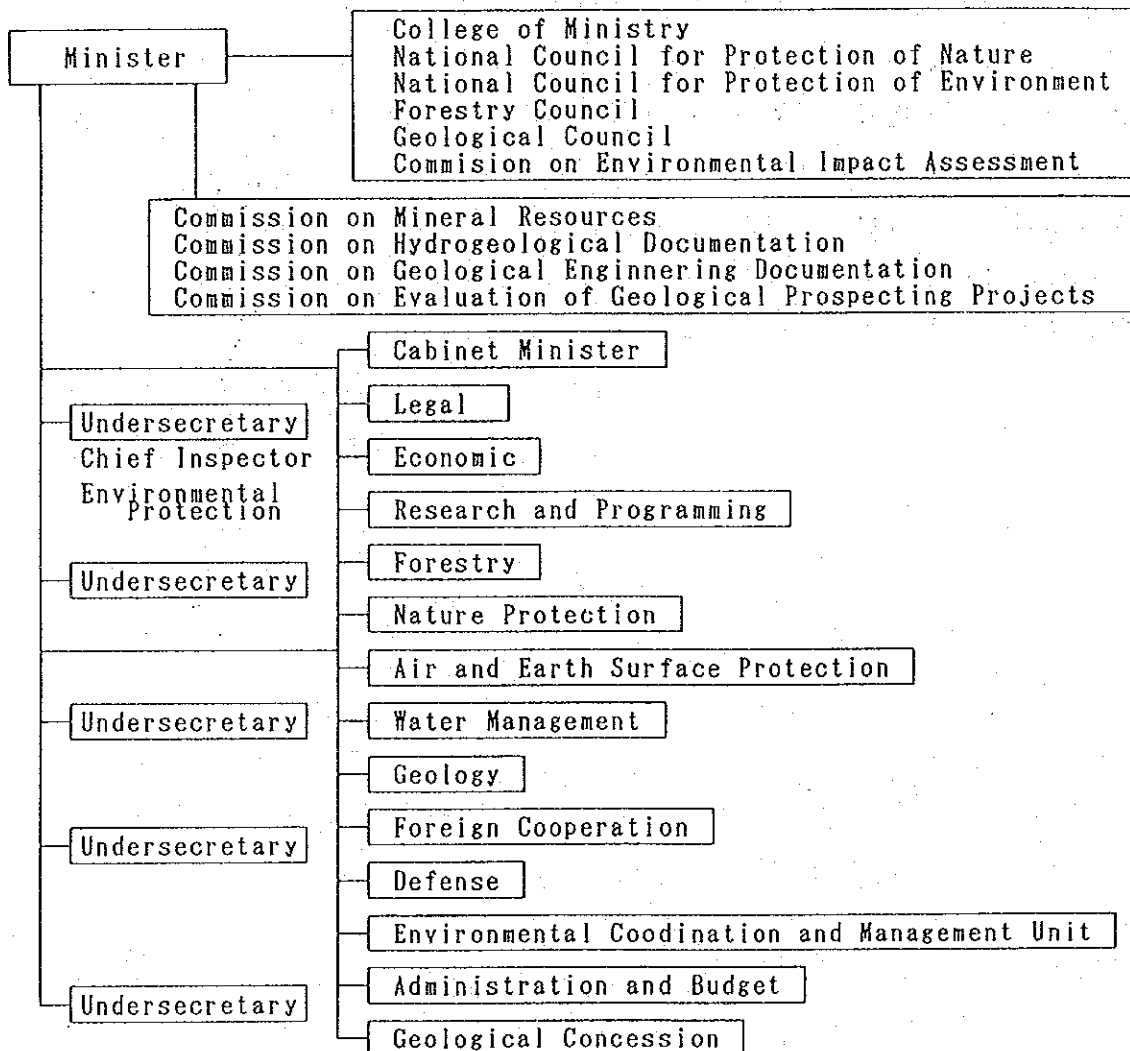 Minister
College of Ministry
National Council for Protection of Nature
National Council for Protection of Environment
Forestry Council
Geological Council
Commision on Environmental Impact Assessment
Commission on Mineral Resources
Commission on Hydrogeological Documentation
Commission on Geological Enginnering Documentation
Commission on Evaluation of Geological Prospecting Projects
Undersecretary
Chief Inspector
Environmental
Protection
Undersecretary
Undersecretary
Undersecretary
Undersecretary
Cabinet Minister
Legal
Economic
Research and Programming
Forestry
Nature Protection
Air and Earth Surface Protection
Water Management
Geology
Foreign Cooperation
Defense
Environmental Coodination and Management Unit
Administration and Budget
Geological Concession